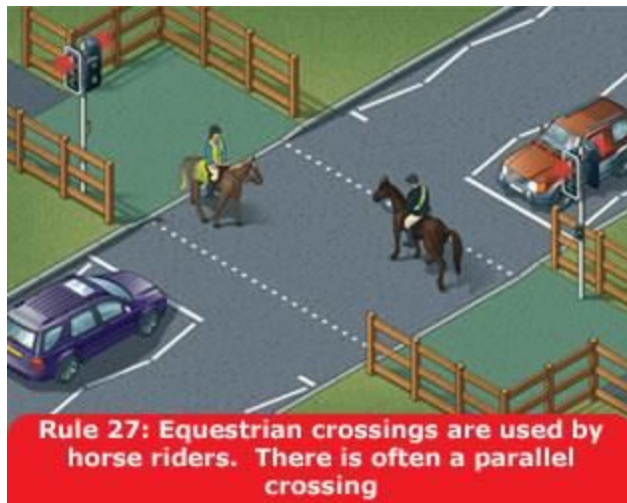 Rule 27: Equestrian crossings are used by
horse riders.  There is often a parallel
crossing